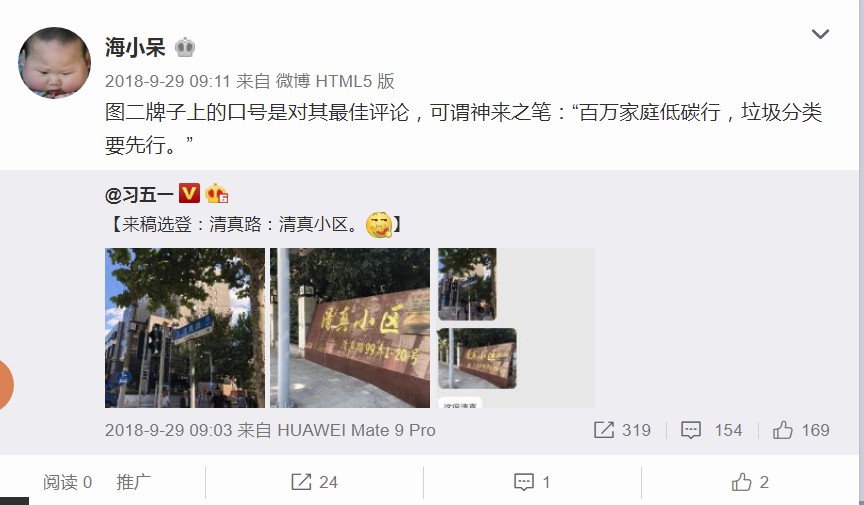 海小呆
2018-9-29 09:11 来自 微博 HTML5 版
图二牌子上的口号是对其最佳评论，可谓神来之笔：“百万家庭低碳行，垃圾分类
要先行。”
@习五一
【来稿选登：清真路：清真小区。】
清真小区
清真路99弄1-20号
清真小区
2018-9-29 09:03 来自 HUAWEI Mate 9 Pro
319
154
169
阅读 0
推广
24
1
2